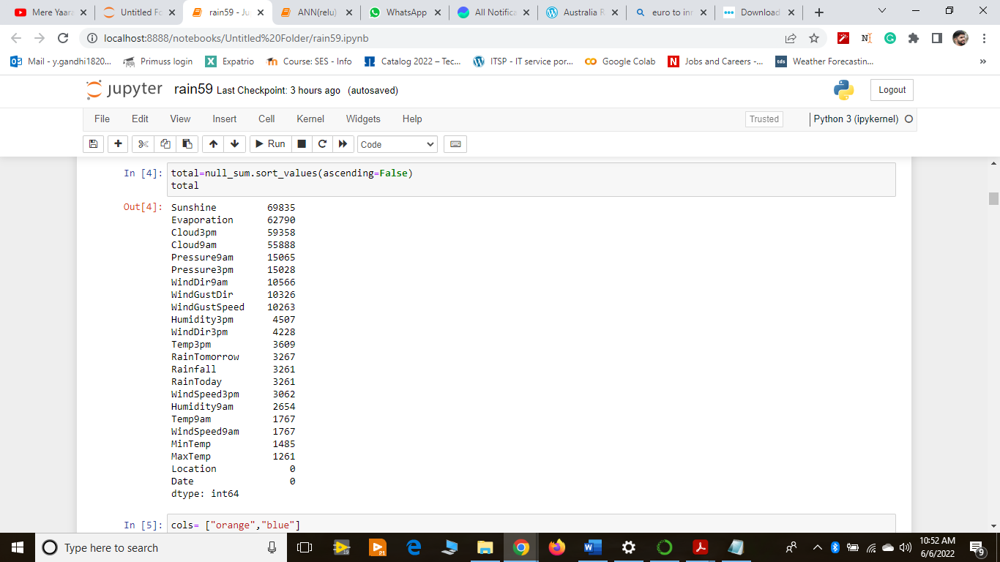 Mere Yaara
Untitled Fo
rain59 - Ju
ANN(relu)
WhatsApp
All Notifica
Australia R
euro to inr
Download
localhost:8888/notebooks/Untitled%20Folder/rain59.ipynb
Mail - y.gandhi1820...
Primuss login
Expatrio
Course: SES - Info
Catalog 2022 – Tec...
ITSP - IT service por...
Google Colab
Jobs and Careers -...
Weather Forecastin...
»
jupyter rain59 Last Checkpoint: 3 hours ago (autosaved)
Logout
File Edit View Insert Cell Kernel Widgets Help
Trusted
Python 3 (ipykernel)
Run
Code
In [4]: total=null_sum.sort_values(ascending=False)
total
Out[4]: Sunshine 69835
Evaporation 62790
Cloud3pm 59358
Cloud9am 55888
Pressure9am 15065
Pressure3pm 15028
WindDir9am 10566
WindGustDir 10326
WindGustSpeed 10263
Humidity3pm 4507
WindDir3pm 4228
Temp3pm 3609
RainTomorrow 3267
Rainfall 3261
RainToday 3261
WindSpeed3pm 3062
Humidity9am 2654
Temp9am 1767
WindSpeed9am 1767
MinTemp 1485
MaxTemp 1261
Location 0
Date 0
dtype: int64
In [5]: cols= ["orange","blue"]
Type here to search
10:52 AM
6/6/2022
9